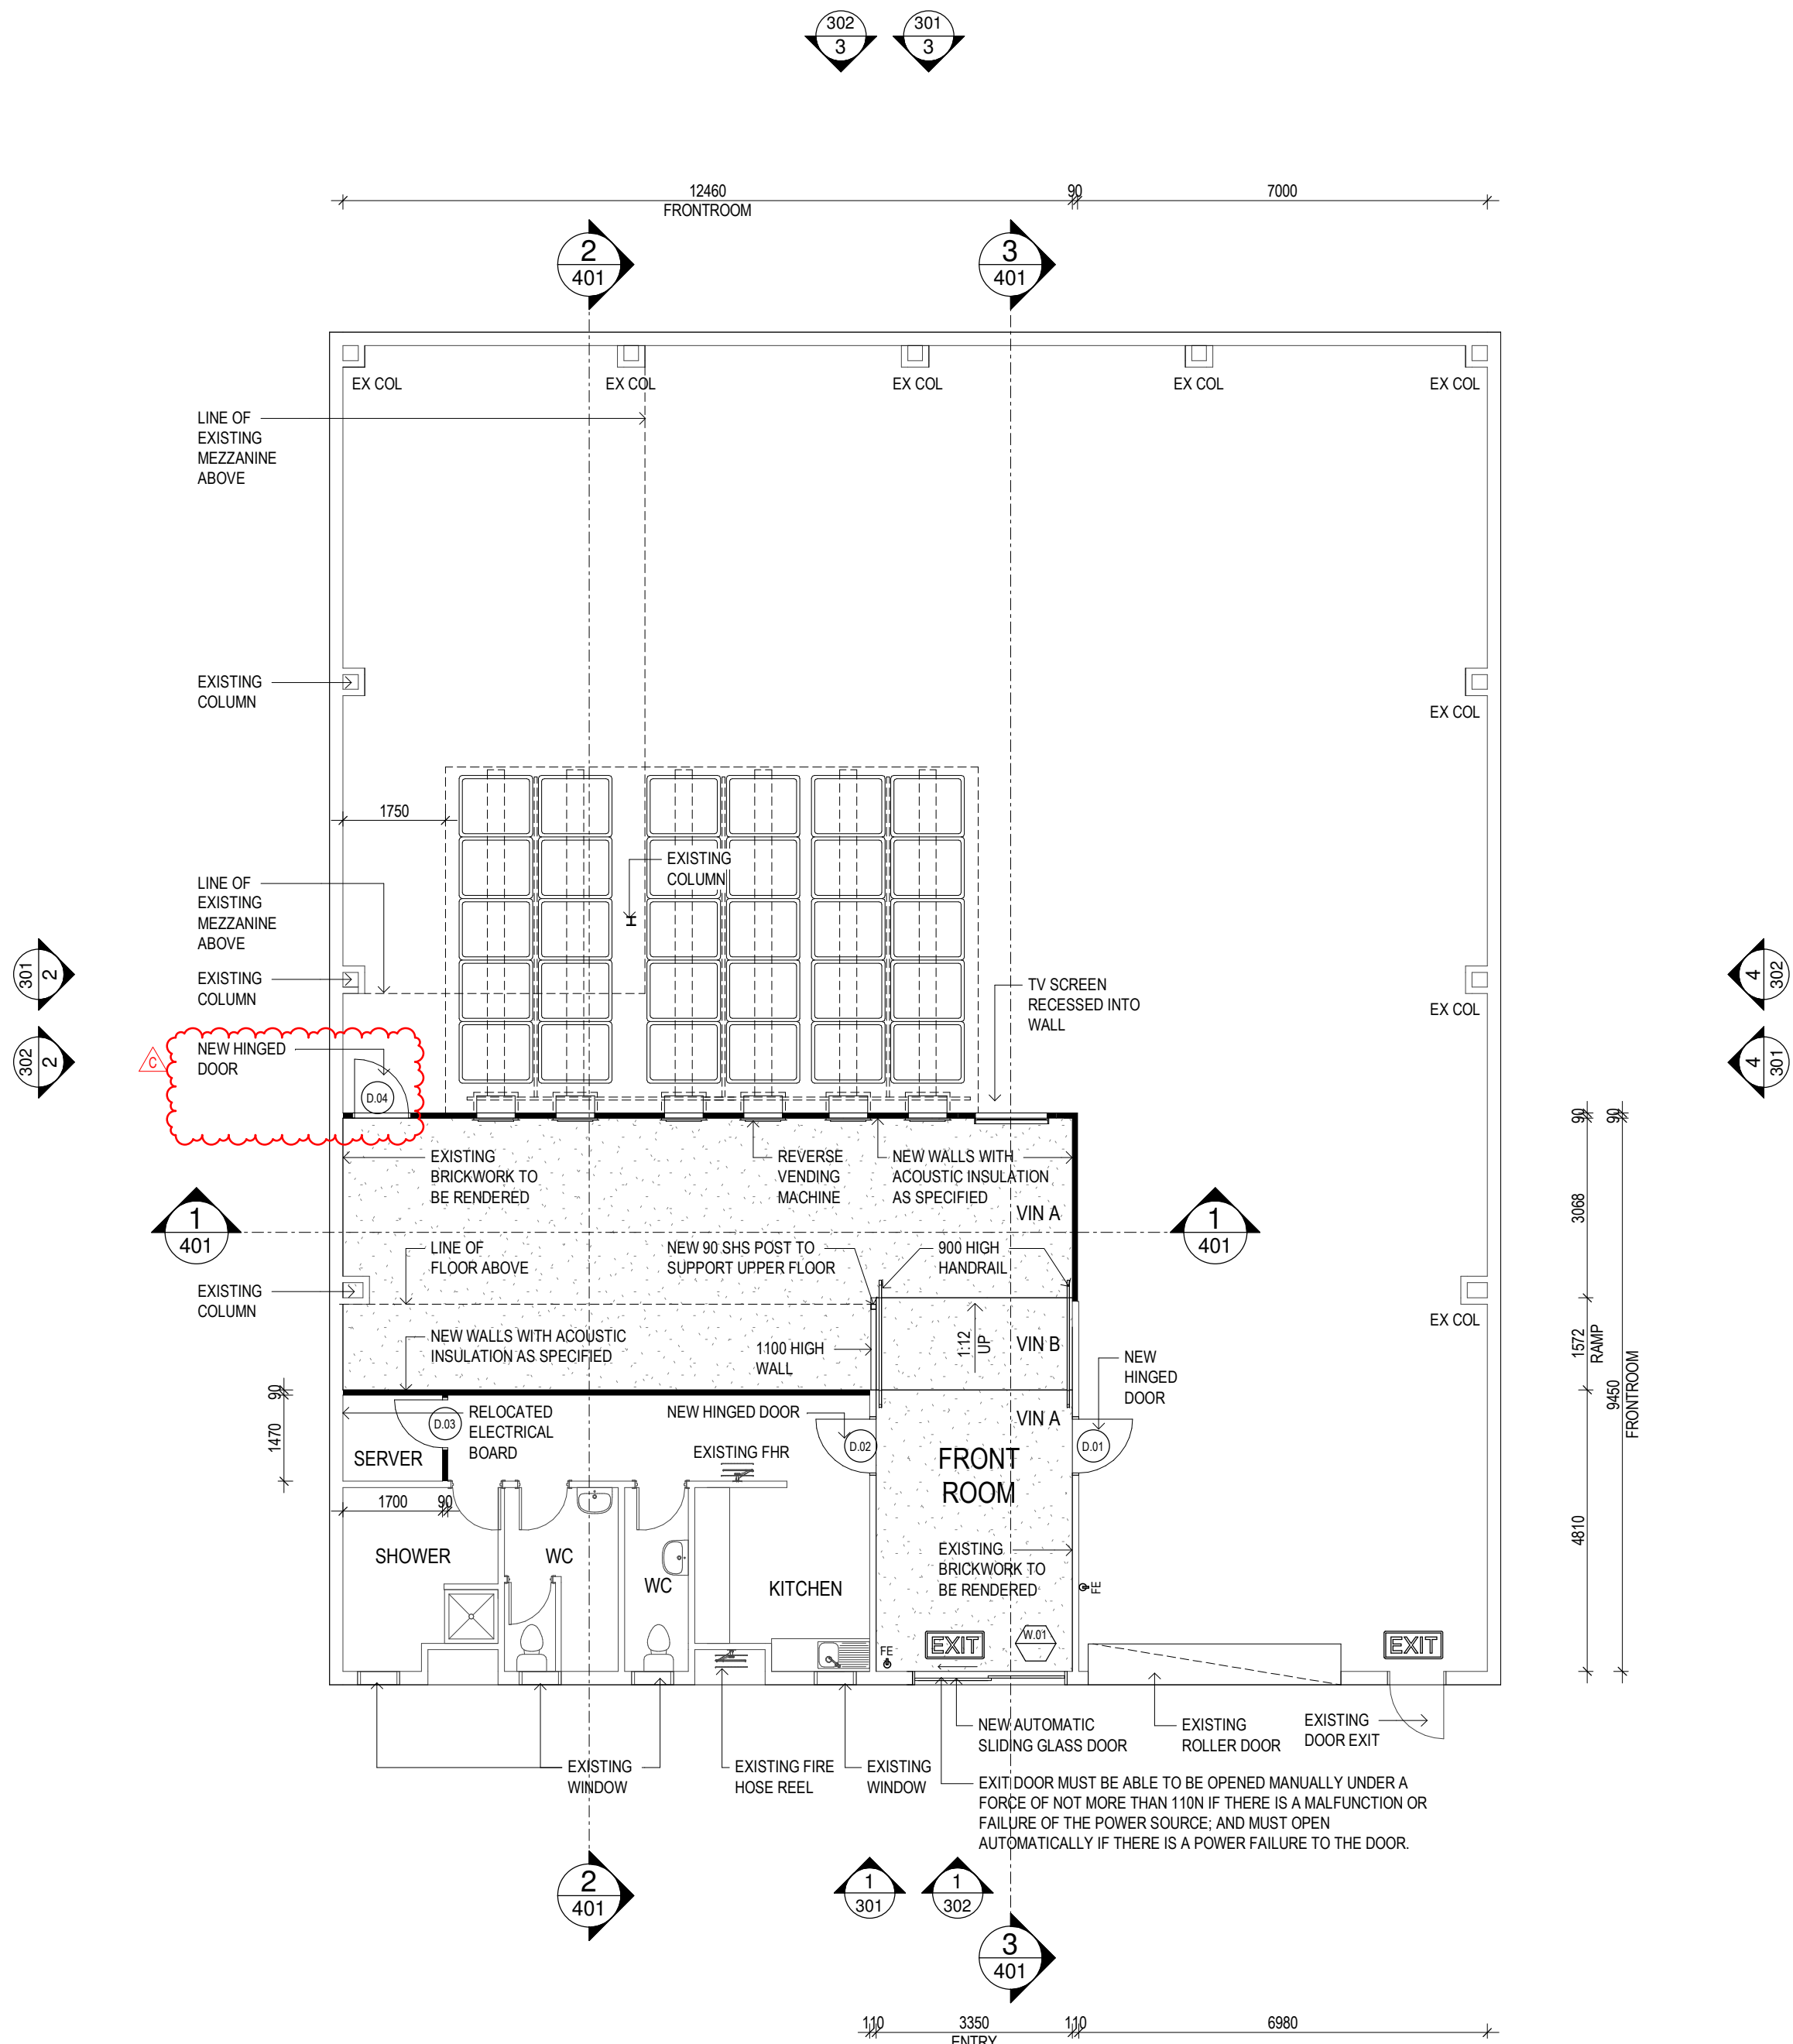 302
3
301
3
12460
FRONTROOM
90
7000
2
401
3
401
EX COL
EX COL
EX COL
EX COL
EX COL
LINE OF
EXISTING
MEZZANINE
ABOVE
EXISTING
COLUMN
EX COL
1750
EXISTING
COLUMN
LINE OF
EXISTING
MEZZANINE
ABOVE
EXISTING
COLUMN
TV SCREEN
RECESSED INTO
WALL
EX COL
301
2
302
2
4
302
4
301
C
NEW HINGED
DOOR
D.04
EXISTING
BRICKWORK TO
BE RENDERED
REVERSE
VENDING
MACHINE
NEW WALLS WITH
ACOUSTIC INSULATION
AS SPECIFIED
VIN A
90
90
3068
1
401
1
401
LINE OF
FLOOR ABOVE
NEW 90 SHS POST TO
SUPPORT UPPER FLOOR
900 HIGH
HANDRAIL
EXISTING
COLUMN
EX COL
NEW WALLS WITH ACOUSTIC
INSULATION AS SPECIFIED
1100 HIGH
WALL
1:12
UP
VIN B
NEW
HINGED
DOOR
1572
RAMP
9450
FRONTROOM
90
1470
RELOCATED
ELECTRICAL
BOARD
D.03
SERVER
NEW HINGED DOOR
EXISTING FHR
D.02
VIN A
FRONT
ROOM
D.01
1700
90
4810
SHOWER
WC
WC
KITCHEN
EXISTING
BRICKWORK TO
BE RENDERED
FE
FE
EXIT
W.01
EXIT
NEW AUTOMATIC
SLIDING GLASS DOOR
EXISTING
ROLLER DOOR
EXISTING
DOOR EXIT
EXISTING
WINDOW
EXISTING FIRE
HOSE REEL
EXISTING
WINDOW
EXIT DOOR MUST BE ABLE TO BE OPENED MANUALLY UNDER A
FORCE OF NOT MORE THAN 110N IF THERE IS A MALFUNCTION OR
FAILURE OF THE POWER SOURCE; AND MUST OPEN
AUTOMATICALLY IF THERE IS A POWER FAILURE TO THE DOOR.
2
401
1
301
1
302
3
401
110
3350
ENTRY
110
6980